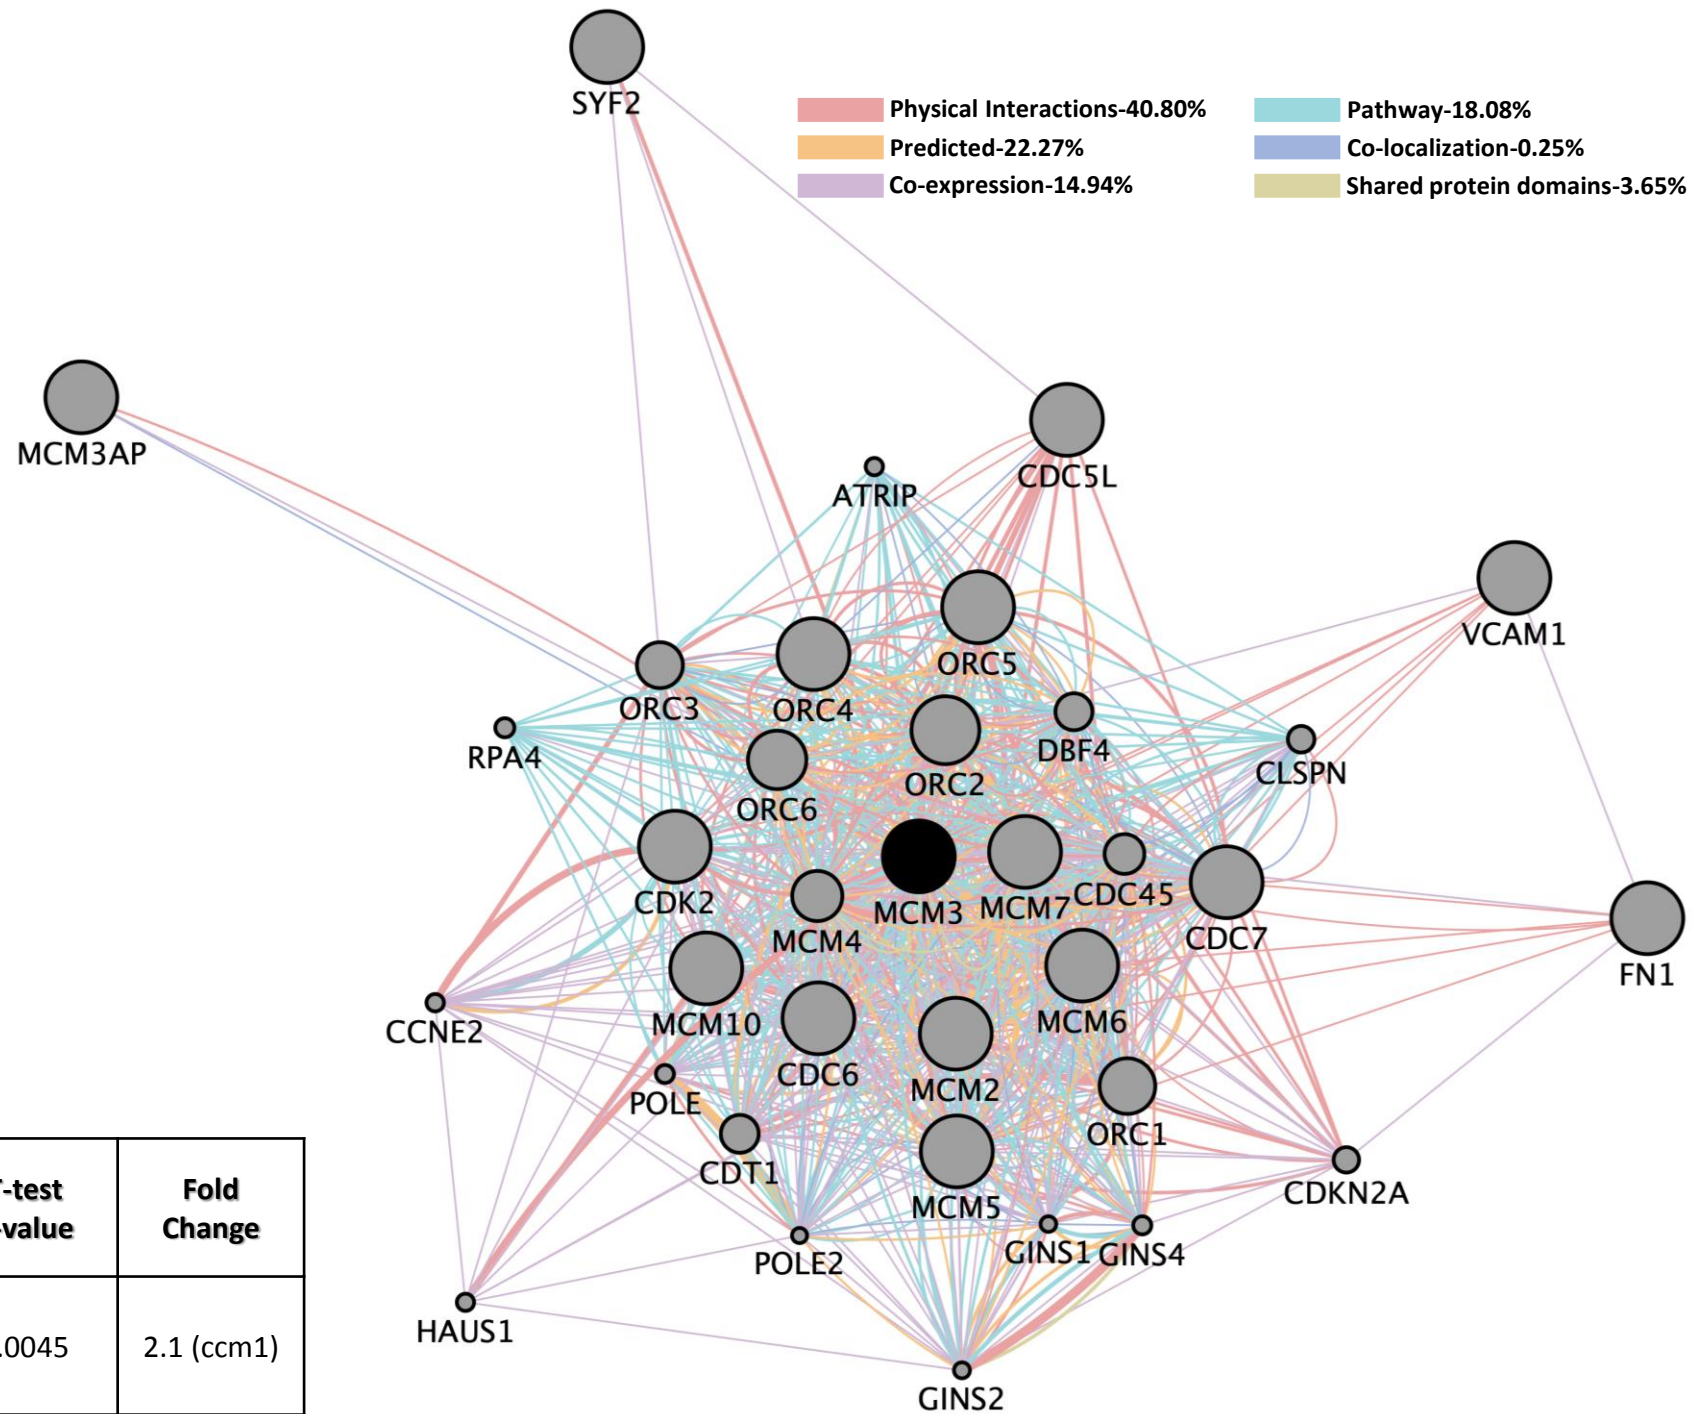 SYF2
Physical Interactions-40.80%
Pathway-18.08%
Predicted-22.27%
Co-localization-0.25%
Co-expression-14.94%
Shared protein domains-3.65%
MCM3AP
CDC5L
ATRIP
VCAM1
ORC5
ORC3
ORC4
DBF4
RPA4
CLSPN
ORC2
ORC6
CDK2
MCM3
MCM7
CDC45
MCM4
CDC7
FN1
CCNE2
MCM10
MCM6
CDC6
MCM2
POLE
ORC1
CDT1
CDKN2A
MCM5
POLE2
GINS1
GINS4
HAUS1
GINS2
-test
-value
Fold
Change
.0045
2.1 (ccm1)